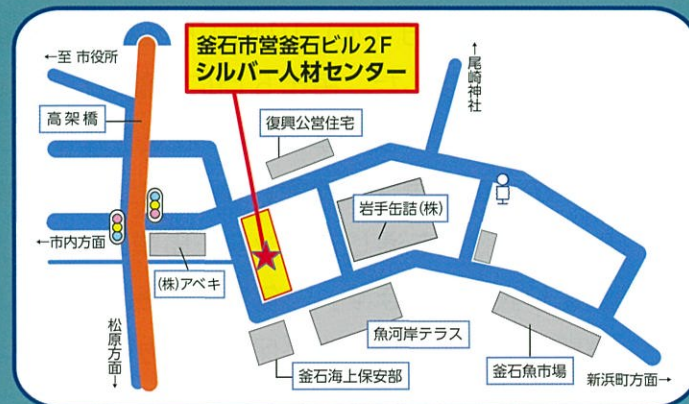 釜石市営釜石ビル2F
シルバー人材センター
←至 市役所
高架橋
復興公営住宅
←尾崎神社
岩手缶詰(株)
←市内方面
(株)アベキ
松原方面→
魚河岸テラス
釜石海上保安部
釜石魚市場
新浜町方面→